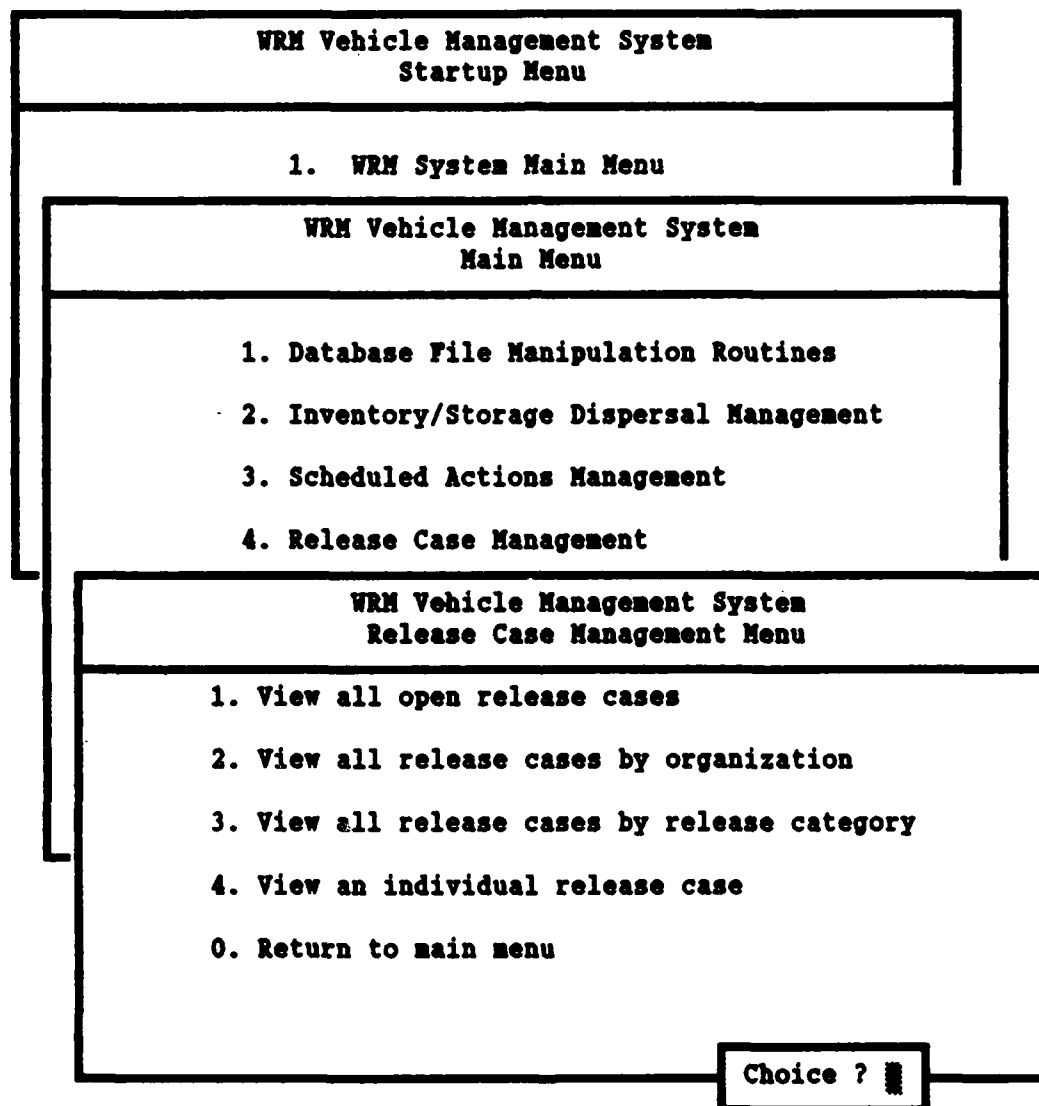 WRM Vehicle Management System
Startup Menu
1. WRM System Main Menu
WRM Vehicle Management System
Main Menu
1. Database File Manipulation Routines
2. Inventory/Storage Dispersal Management
3. Scheduled Actions Management
4. Release Case Management
WRM Vehicle Management System
Release Case Management Menu
1. View all open release cases
2. View all release cases by organization
3. View all release cases by release category
4. View an individual release case
0. Return to main menu
Choice ?